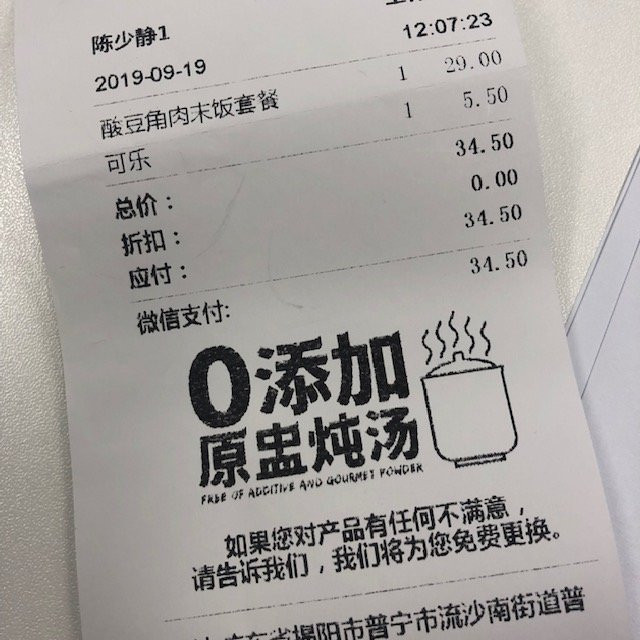 陈少静1
2019-09-19 12:07:23
酸豆角肉末饭套餐 1 29.00
可乐 1 5.50
总价： 34.50
折扣： 0.00
应付： 34.50
微信支付: 34.50
0添加
原盅炖汤
FREE OF ADDITIVE AND GOURMET POWDER
如果您对产品有任何不满意，
请告诉我们，我们将为您免费更换。
东省揭阳市普宁市流沙南街道普